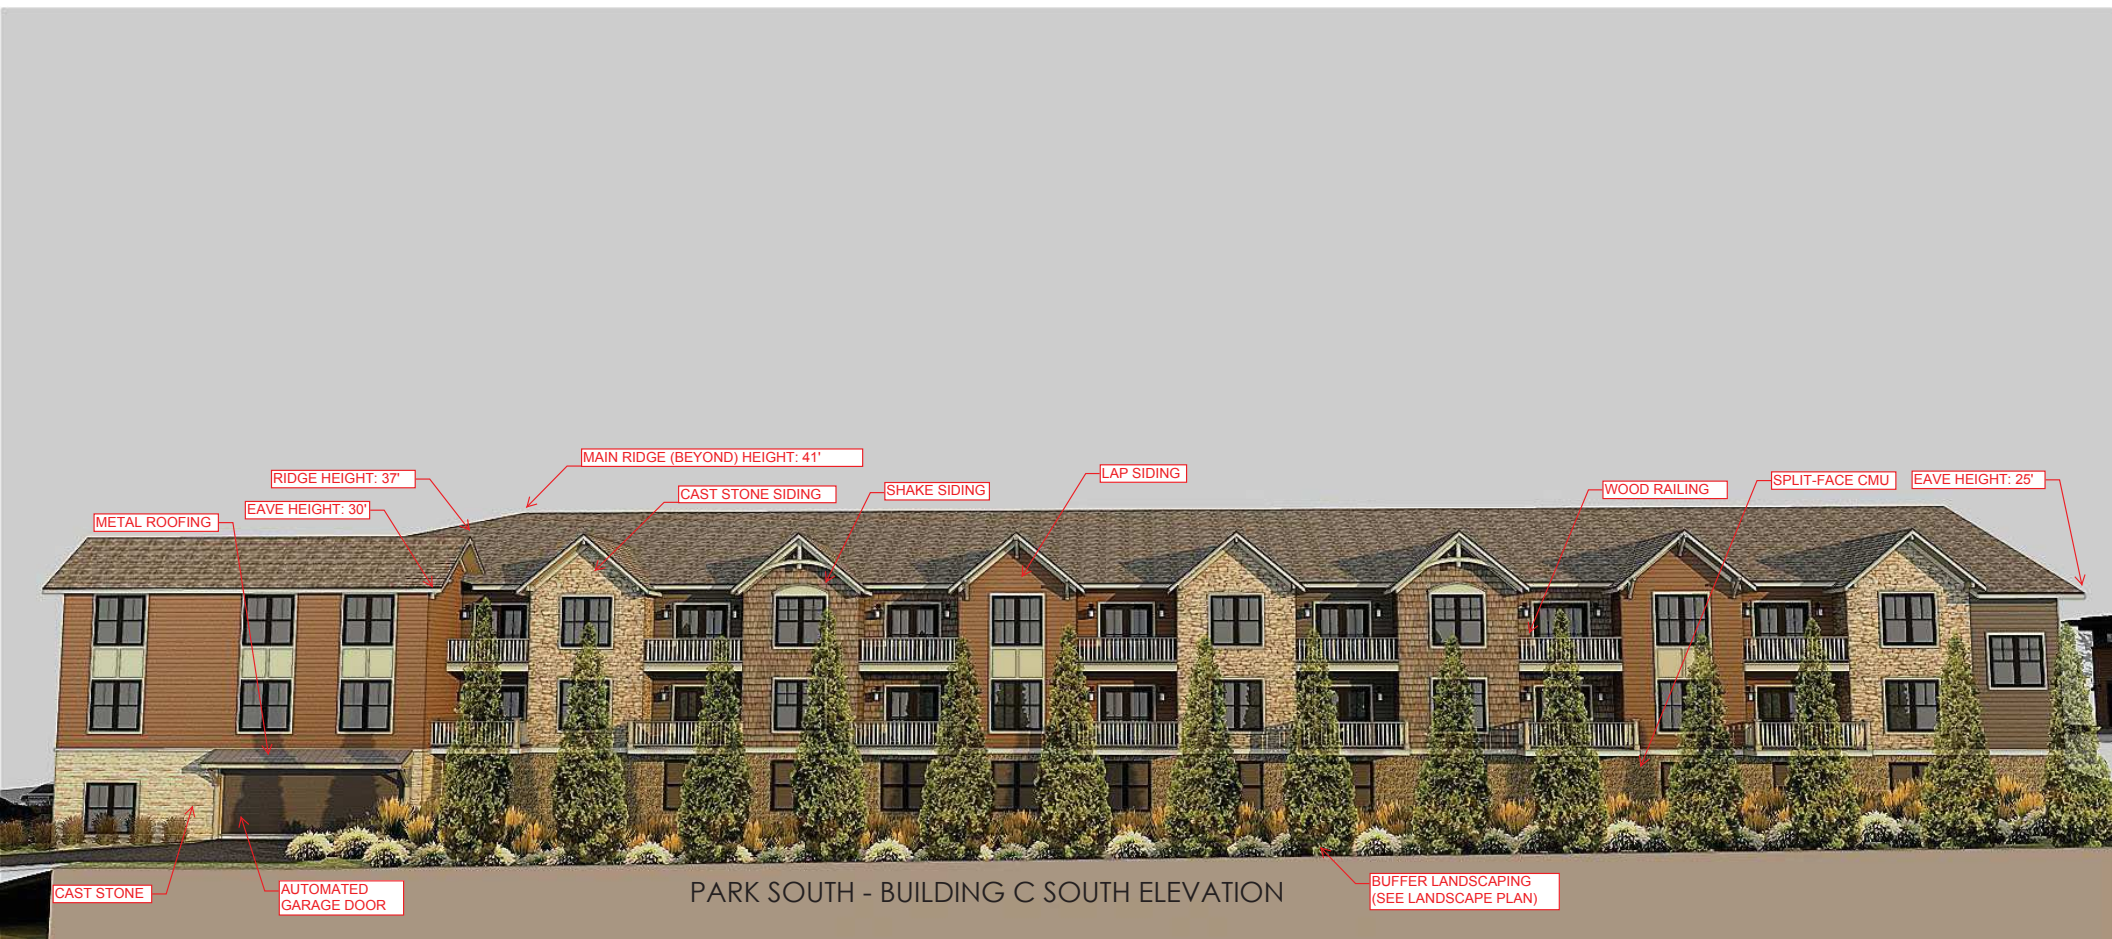 MAIN RIDGE (BEYOND) HEIGHT: 41'
RIDGE HEIGHT: 37'
LAP SIDING
CAST STONE SIDING
SHAKE SIDING
WOOD RAILING
SPLIT-FACE CMU
EAVE HEIGHT: 25'
EAVE HEIGHT: 30'
METAL ROOFING
CAST STONE
AUTOMATED
GARAGE DOOR
PARK SOUTH - BUILDING C SOUTH ELEVATION
BUFFER LANDSCAPING
(SEE LANDSCAPE PLAN)